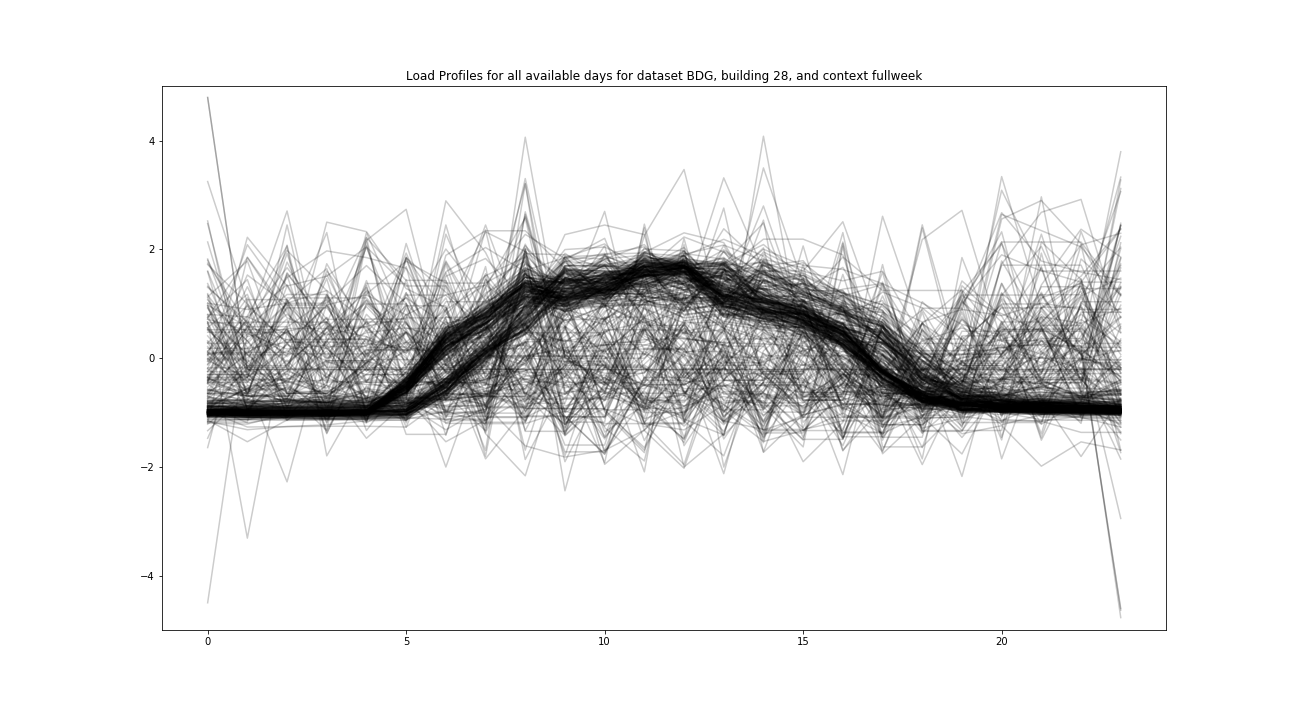 Load Profiles for all available days for dataset BDG, building 28, and context fullweek
4
2
0
−2
−4
0 5 10 15 20